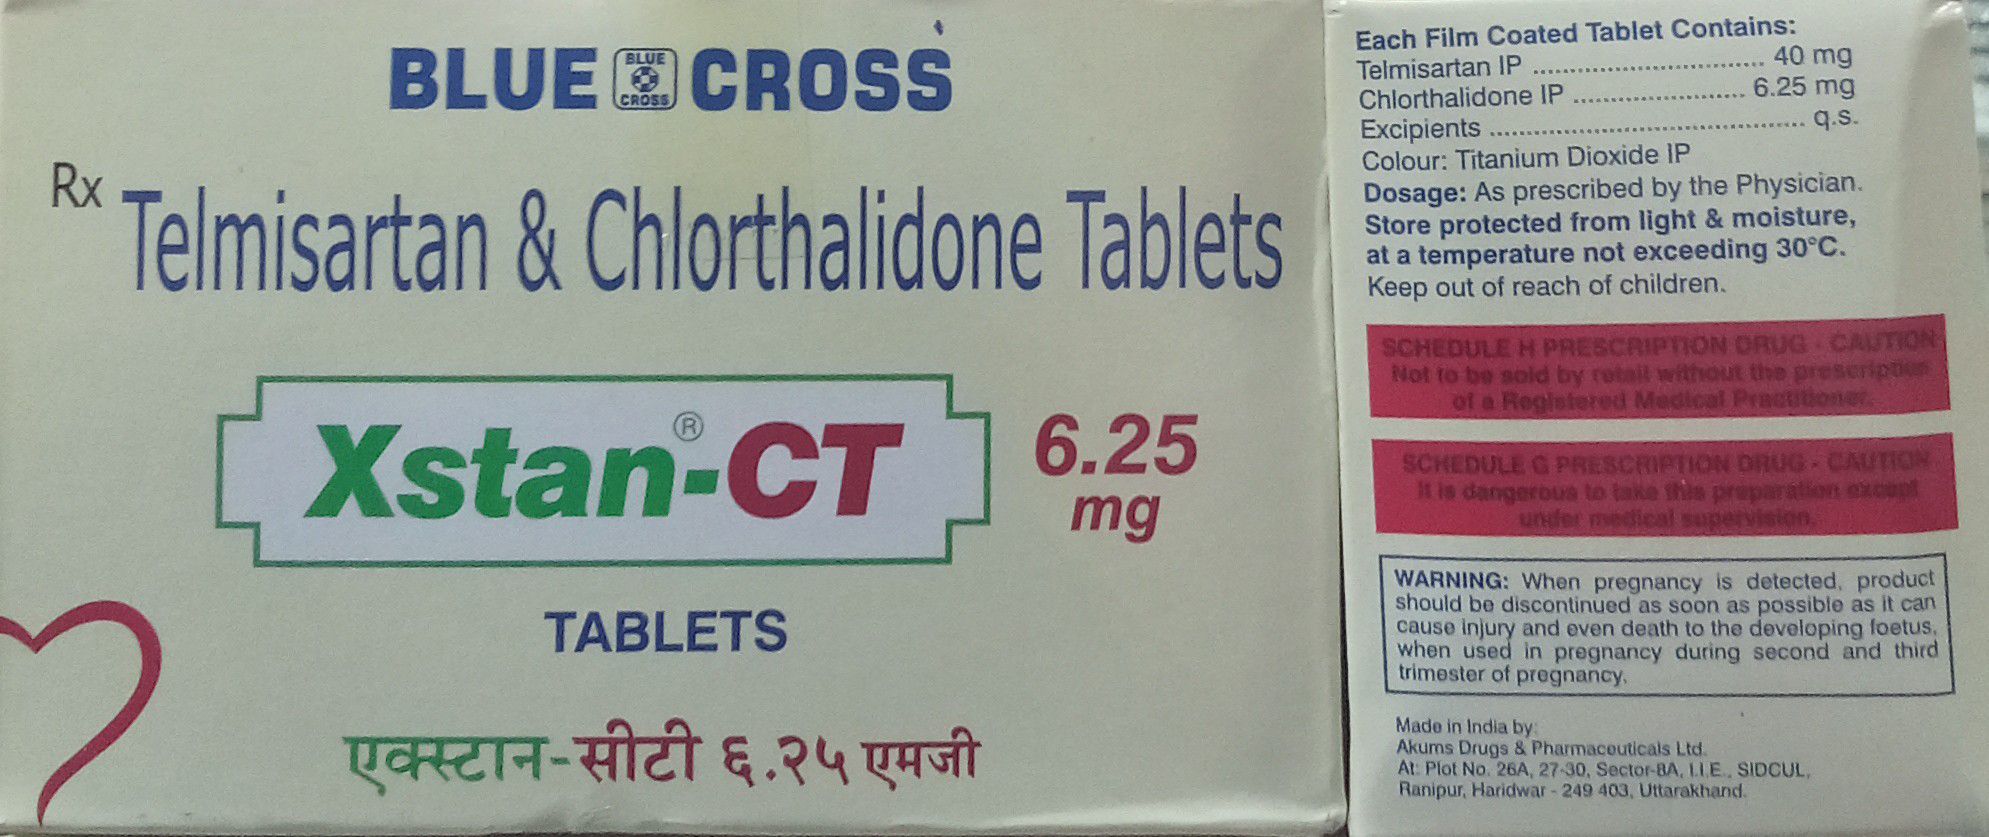 BLUE BLUE CROSS CROSS
Rx Telmisartan & Chlorthalidone Tablets
Xstan®-CT 6.25 mg
TABLETS
एक्स्टान-सीटी ६.२५ एमजी
Each Film Coated Tablet Contains:
Telmisartan IP ................................ 40 mg
Chlorthalidone IP ........................ 6.25 mg
Excipients ............................................ q.s.
Colour: Titanium Dioxide IP
Dosage: As prescribed by the Physician.
Store protected from light & moisture,
at a temperature not exceeding 30°C.
Keep out of reach of children.
SCHEDULE H PRESCRIPTION DRUG - CAUTION
Not to be sold by retail without the prescription
of a Registered Medical Practitioner.
SCHEDULE G PRESCRIPTION DRUG - CAUTION
It is dangerous to take this preparation except
under medical supervision.
WARNING: When pregnancy is detected, product
should be discontinued as soon as possible as it can
cause injury and even death to the developing foetus,
when used in pregnancy during second and third
trimester of pregnancy.
Made in India by:
Akums Drugs & Pharmaceuticals Ltd.
At: Plot No. 26A, 27-30, Sector-8A, I.I.E., SIDCUL,
Ranipur, Haridwar - 249 403, Uttarakhand.